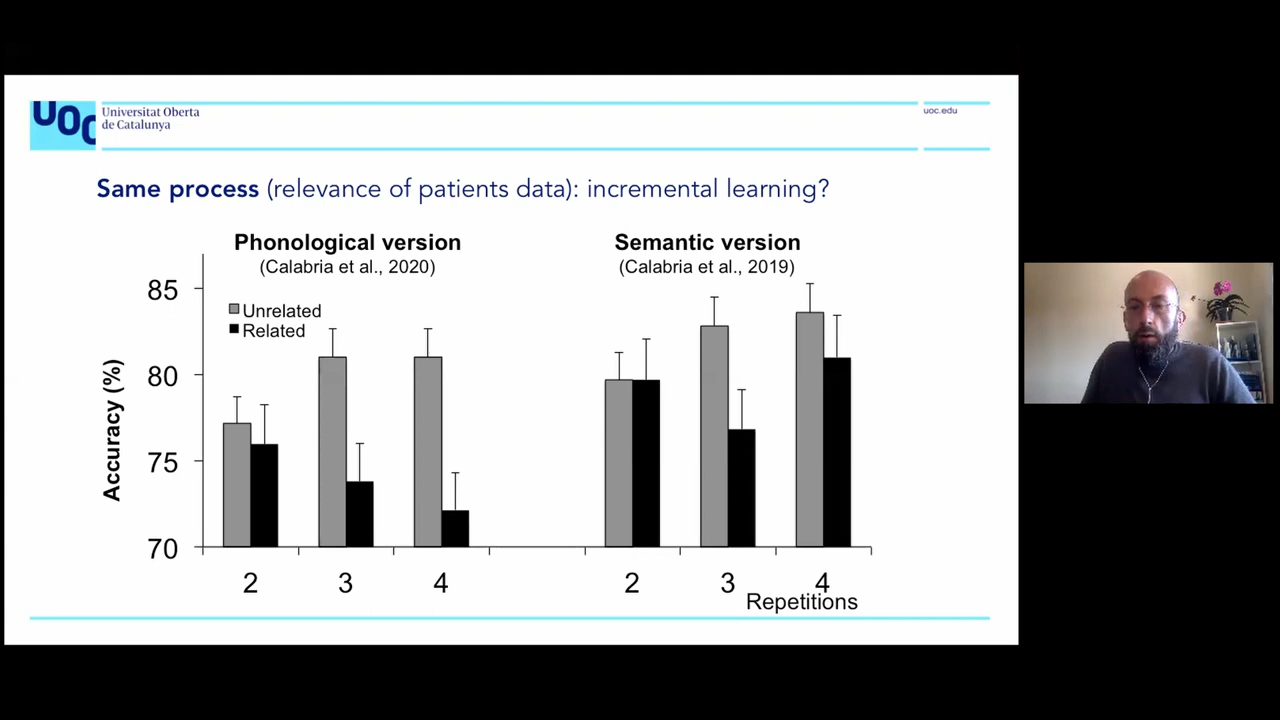 UOC
Universitat Oberta
de Catalunya
uoc.edu
Same process (relevance of patients data): incremental learning?
Phonological version
(Calabria et al., 2020)
Semantic version
(Calabria et al., 2019)
Unrelated
Related
Accuracy (%)
85
80
75
70
2
3
4
2
3
4
Repetitions